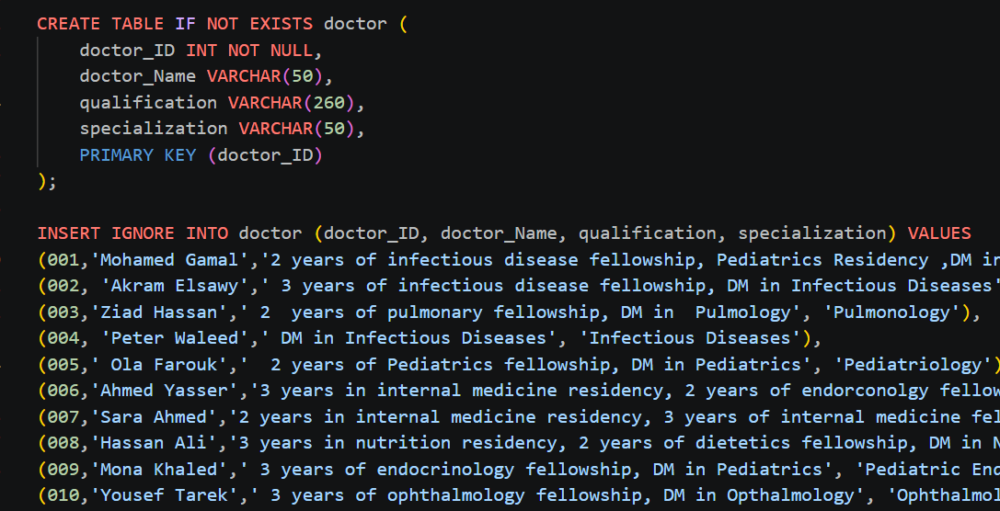 CREATE TABLE IF NOT EXISTS doctor (
doctor_ID INT NOT NULL,
doctor_Name VARCHAR(50),
qualification VARCHAR(260),
specialization VARCHAR(50),
PRIMARY KEY (doctor_ID)
);
INSERT IGNORE INTO doctor (doctor_ID, doctor_Name, qualification, specialization) VALUES
(001,'Mohamed Gamal','2 years of infectious disease fellowship, Pediatrics Residency ,DM in
(002, 'Akram Elsawy',' 3 years of infectious disease fellowship, DM in Infectious Diseases'
(003,'Ziad Hassan',' 2  years of pulmonary fellowship, DM in  Pulmology', 'Pulmonology'),
(004, 'Peter Waleed',' DM in Infectious Diseases', 'Infectious Diseases'),
(005,' Ola Farouk','  2 years of Pediatrics fellowship, DM in Pediatrics', 'Pediatriology')
(006,'Ahmed Yasser','3 years in internal medicine residency, 2 years of endorconolgy fellow
(007,'Sara Ahmed','2 years in internal medicine residency, 3 years of internal medicine fel
(008,'Hassan Ali','3 years in nutrition residency, 2 years of dietetics fellowship, DM in N
(009,'Mona Khaled',' 3 years of endocrinology fellowship, DM in Pediatrics', 'Pediatric End
(010,'Yousef Tarek',' 3 years of ophthalmology fellowship, DM in Opthalmology', 'Ophthalmol